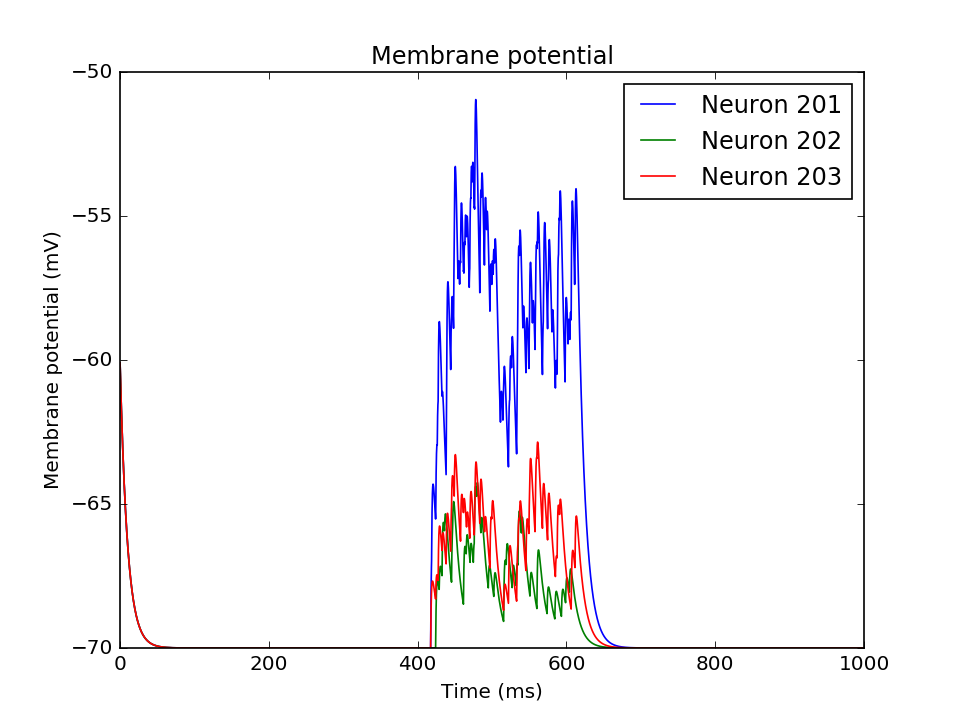 Membrane potential
Neuron 201
Neuron 202
Neuron 203
−50
−55
−60
−65
−70
Membrane potential (mV)
0 200 400 600 800 1000
Time (ms)